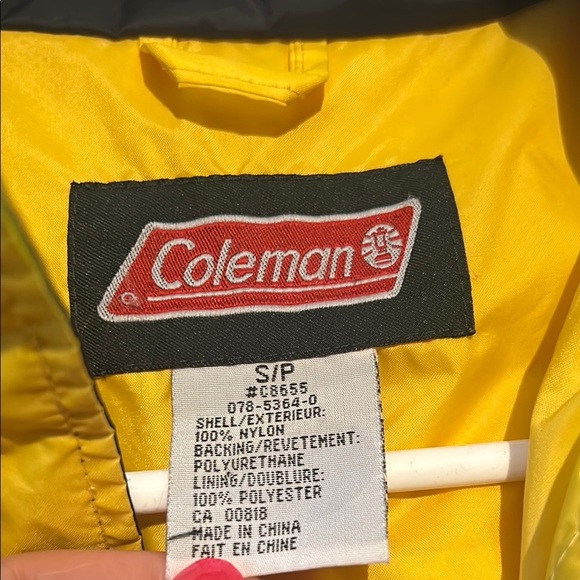 Coleman
S/P
#C8655
078-5364-0
SHELL/EXTERIEUR:
100% NYLON
BACKING/REVETEMENT:
POLYURETHANE
LINING/DOUBLURE:
100% POLYESTER
CA 00818
MADE IN CHINA
FAIT EN CHINE